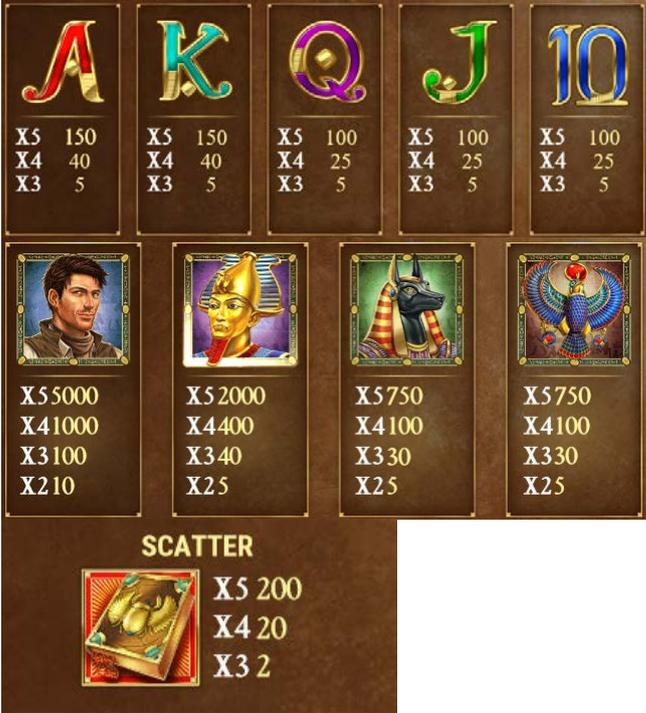 A K Q J 10
X5 150 X5 150 X5 100 X5 100 X5 100
X4 40 X4 40 X4 25 X4 25 X4 25
X3 5 X3 5 X3 5 X3 5 X3 5
X5 5000 X5 2000 X5 750 X5 750
X4 1000 X4 400 X4 100 X4 100
X3 100 X3 40 X3 30 X3 30
X2 10 X2 5 X2 5 X2 5
SCATTER
X5 200
X4 20
X3 2